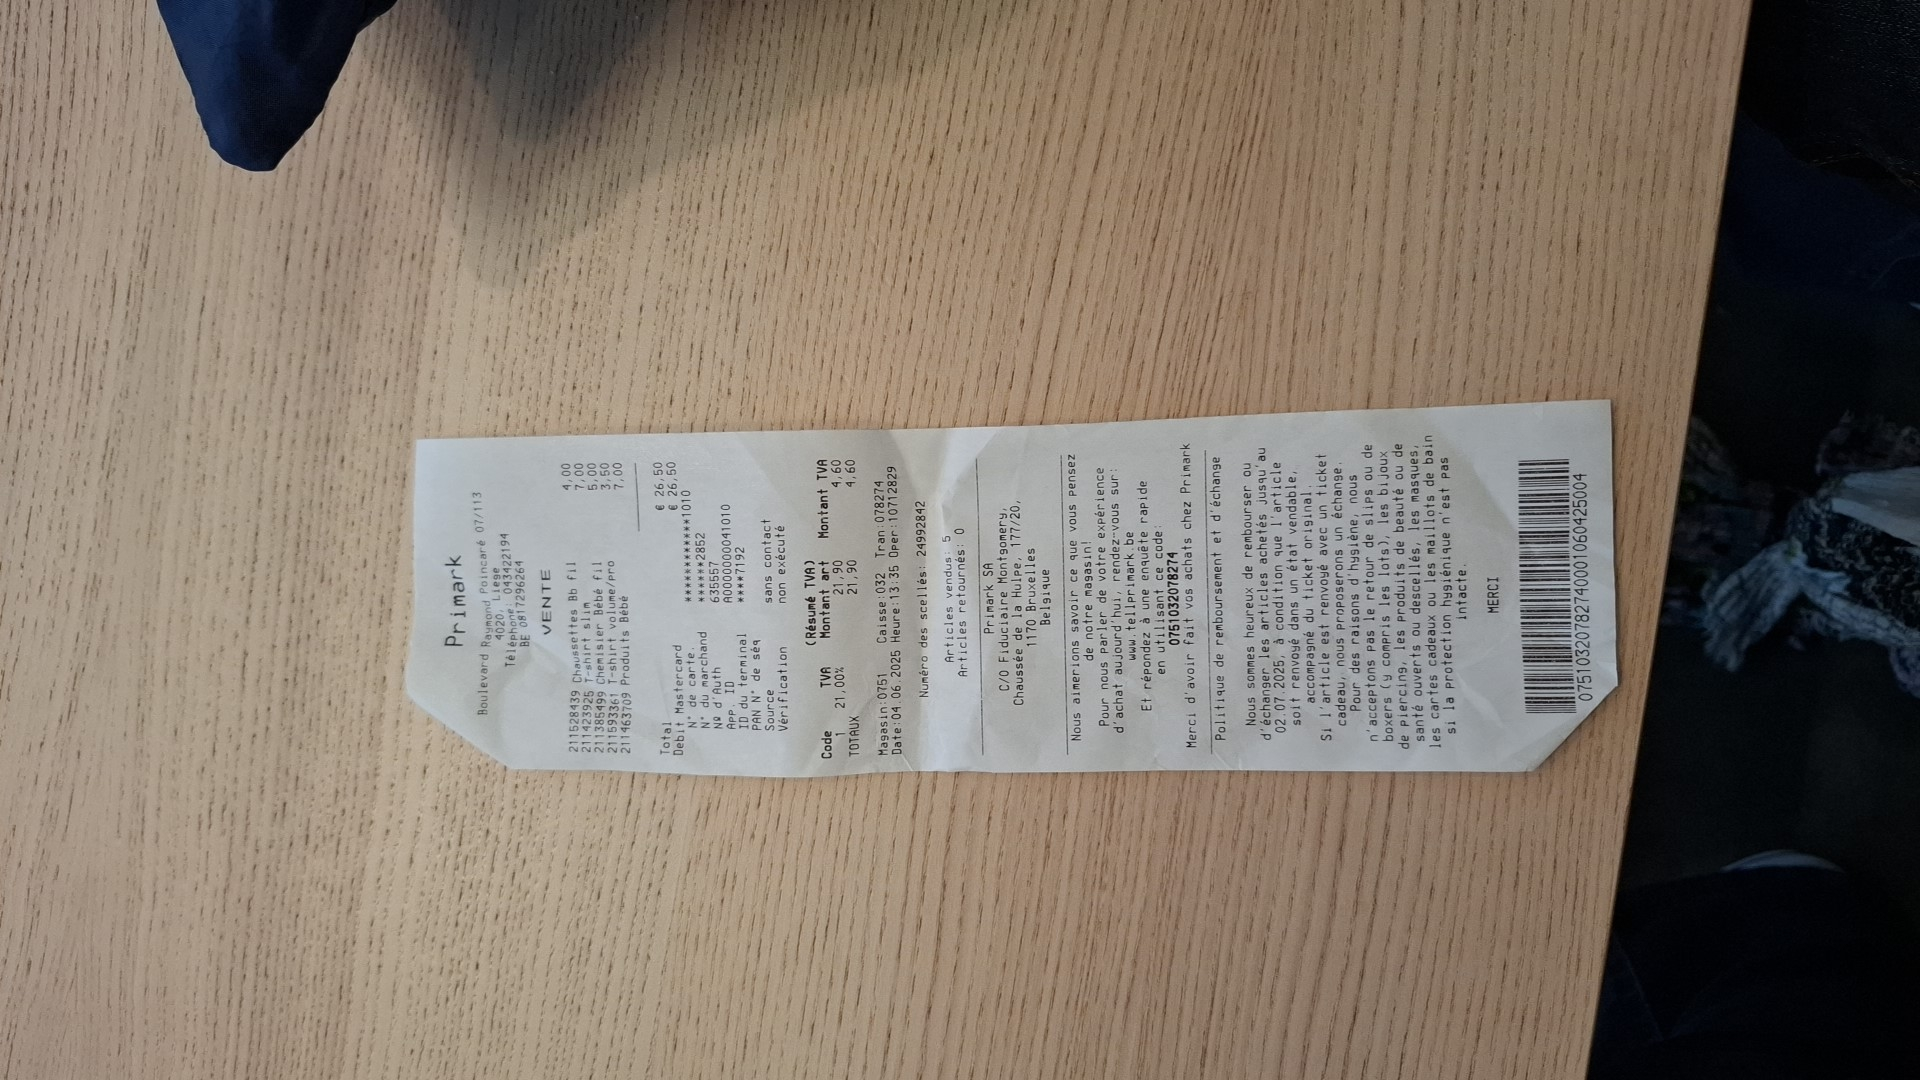 Primark
Boulevard Raymond Poincaré 07/13
4020, Liège
Téléphone: 043422194
BE 0817296264
VENTE
211528439 Chaussettes Bb fil 4,00
211423925 T-shirt slim 7,00
211385499 Chemisier Bébé fil 5,00
211593361 T-shirt volume/pro 3,50
211463709 Produits Bébé 7,00
Total € 26,50
Debit Mastercard € 26,50
N° de carte. ************1010
N° du marchand ******2852
Nº d'Auth 635557
App. ID A0000000041010
ID du terminal ****7192
PAN N° de séq
Source sans contact
Vérification non exécuté
(Résumé TVA)
Code TVA Montant art Montant TVA
1 21,00% 21,90 4,60
TOTAUX 21,90 4,60
Magasin:0751 Caisse:032 Tran:078274
Date:04.06.2025 Heure:13:35 Oper:10712829
Numéro des scellés: 24992842
Articles vendus: 5
Articles retournés: 0
Primark SA
C/O Fiduciaire Montgomery,
Chaussée de la Hulpe, 177/20,
1170 Bruxelles
Belgique
Nous aimerions savoir ce que vous pensez
de notre magasin!
Pour nous parler de votre expérience
d'achat aujourd'hui, rendez-vous sur:
www.tellprimark.be
Et répondez à une enquête rapide
en utilisant ce code:
0751032078274
Merci d'avoir fait vos achats chez Primark
Politique de remboursement et d'échange
Nous sommes heureux de rembourser ou
d'échanger les articles achetés jusqu'au
02.07.2025, à condition que l'article
soit renvoyé dans un état vendable,
accompagné du ticket original.
Si l'article est renvoyé avec un ticket
cadeau, nous proposerons un échange.
Pour des raisons d'hygiène, nous
n'acceptons pas le retour de slips ou de
boxers (y compris les lots), les bijoux
de piercing, les produits de beauté ou de
santé ouverts ou descellés, les masques,
les cartes cadeaux ou les maillots de bain
si la protection hygiénique n'est pas
intacte.
MERCI
07510320782740001060425004